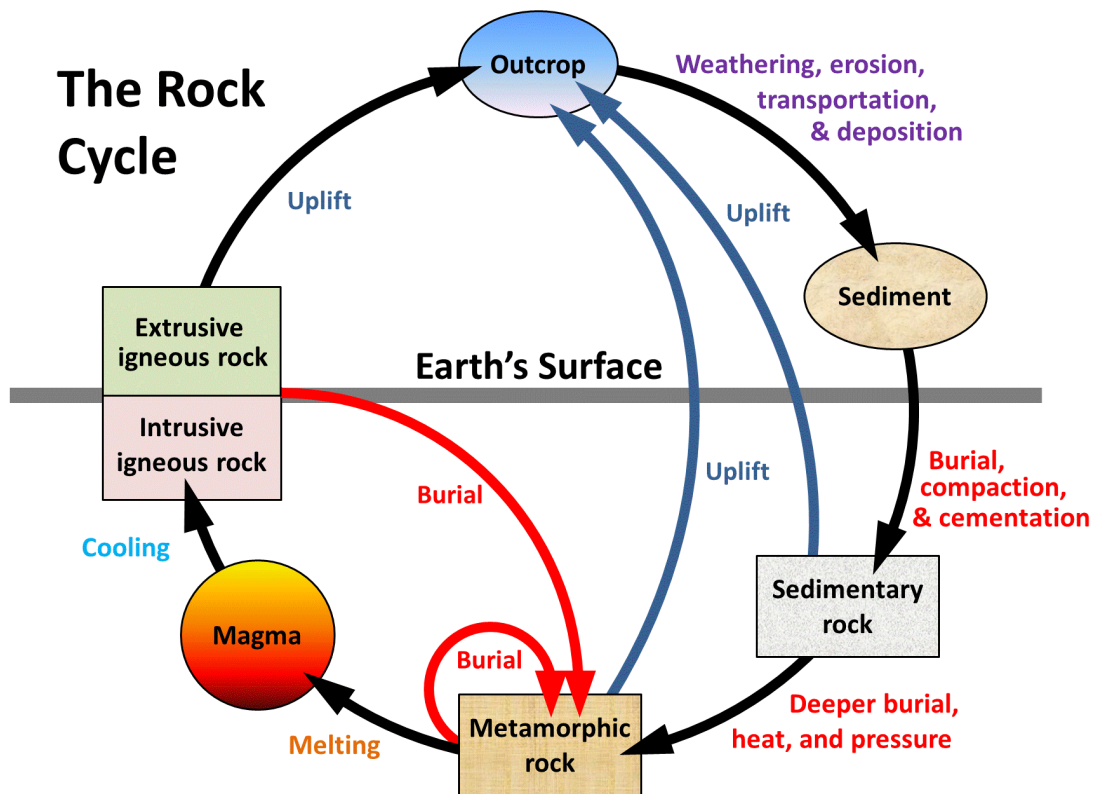 The Rock
Cycle
Outcrop
Weathering, erosion,
transportation,
& deposition
Uplift
Uplift
Sediment
Extrusive
igneous rock
Earth's Surface
Intrusive
igneous rock
Burial
Uplift
Burial,
compaction,
& cementation
Cooling
Sedimentary
rock
Magma
Burial
Deeper burial,
heat, and pressure
Melting
Metamorphic
rock